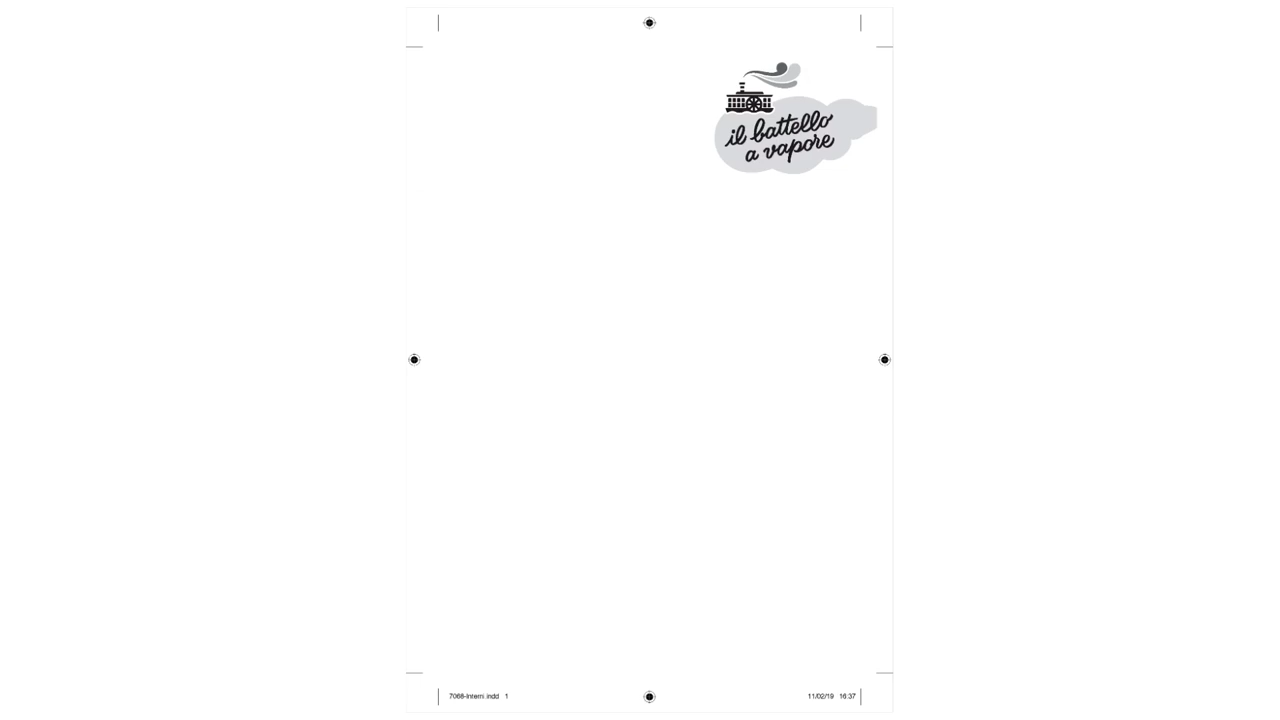 il battello
a vapore
7068-Interni.indd 1
11/02/19 16:37